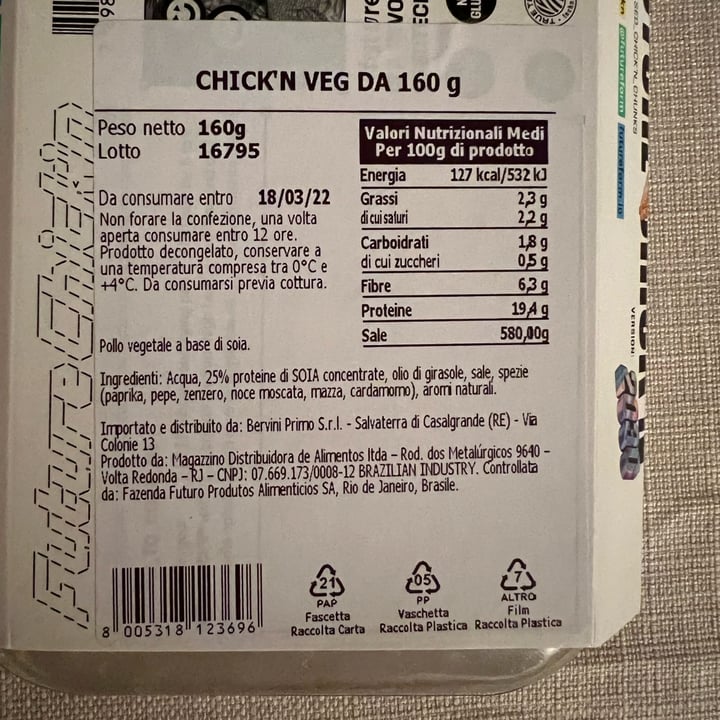 CHICK'N VEG DA 160 g
Peso netto 160g
Lotto 16795
Da consumare entro 18/03/22
Non forare la confezione, una volta
aperta consumare entro 12 ore.
Prodotto decongelato, conservare a
una temperatura compresa tra 0°C e
+4°C. Da consumarsi previa cottura.
Pollo vegetale a base di soia.
Valori Nutrizionali Medi
Per 100g di prodotto
Energia 127 kcal/532 kJ
Grassi 2,3 g
di cui saturi 2,2 g
Carboidrati 1,8 g
di cui zuccheri 0,5 g
Fibre 6,3 g
Proteine 19,4 g
Sale 580,00g
Ingredienti: Acqua, 25% proteine di SOIA concentrate, olio di girasole, sale, spezie
(paprika, pepe, zenzero, noce moscata, mazza, cardamomo), aromi naturali.
Importato e distribuito da: Bervini Primo S.r.l. - Salvaterra di Casalgrande (RE) - Via
Colonie 13
Prodotto da: Magazzino Distribuidora de Alimentos ltda – Rod. dos Metalúrgicos 9640 –
Volta Redonda – RJ – CNPJ: 07.669.173/0008-12 BRAZILIAN INDUSTRY. Controllata
da: Fazenda Futuro Produtos Alimenticios SA, Rio de Janeiro, Brasile.
8 005318 123696
21
PAP
Fascetta
Raccolta Carta
05
PP
Vaschetta
Raccolta Plastica
7
ALTRO
Film
Raccolta Plastica
FutureChick'n
@futurefarm
futurefarm.io
VERSION:
2030